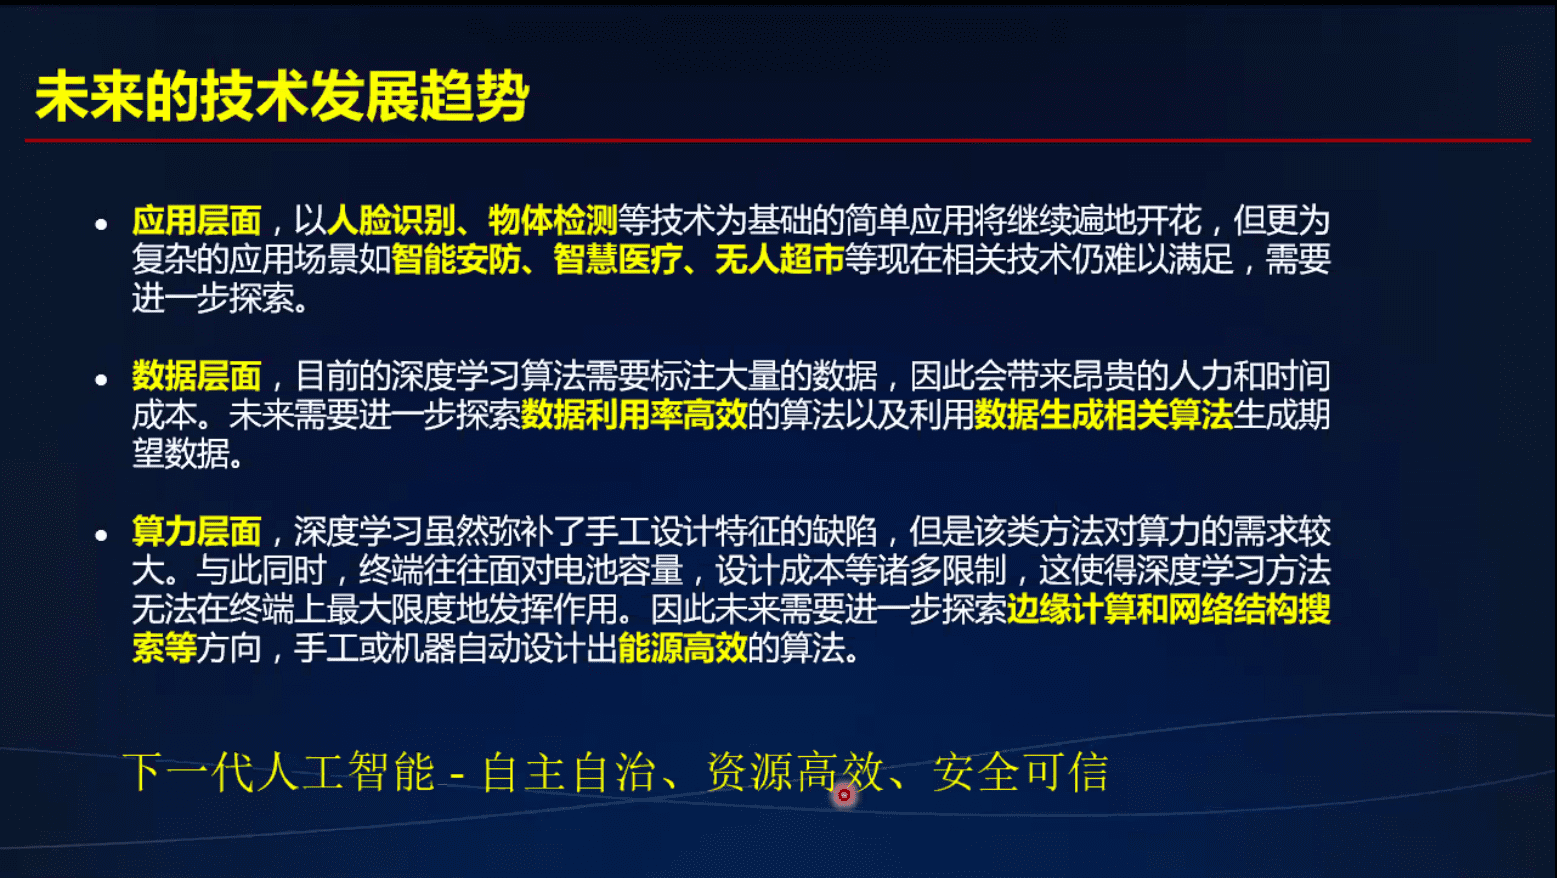 未来的技术发展趋势
• 应用层面，以人脸识别、物体检测等技术为基础的简单应用将继续遍地开花，但更为
复杂的应用场景如智能安防、智慧医疗、无人超市等现在相关技术仍难以满足，需要
进一步探索。
• 数据层面，目前的深度学习算法需要标注大量的数据，因此会带来昂贵的人力和时间
成本。未来需要进一步探索数据利用率高效的算法以及利用数据生成相关算法生成期
望数据。
• 算力层面，深度学习虽然弥补了手工设计特征的缺陷，但是该类方法对算力的需求较
大。与此同时，终端往往面对电池容量，设计成本等诸多限制，这使得深度学习方法
无法在终端上最大限度地发挥作用。因此未来需要进一步探索边缘计算和网络结构搜
索等方向，手工或机器自动设计出能源高效的算法。
下一代人工智能 - 自主自治、资源高效、安全可信